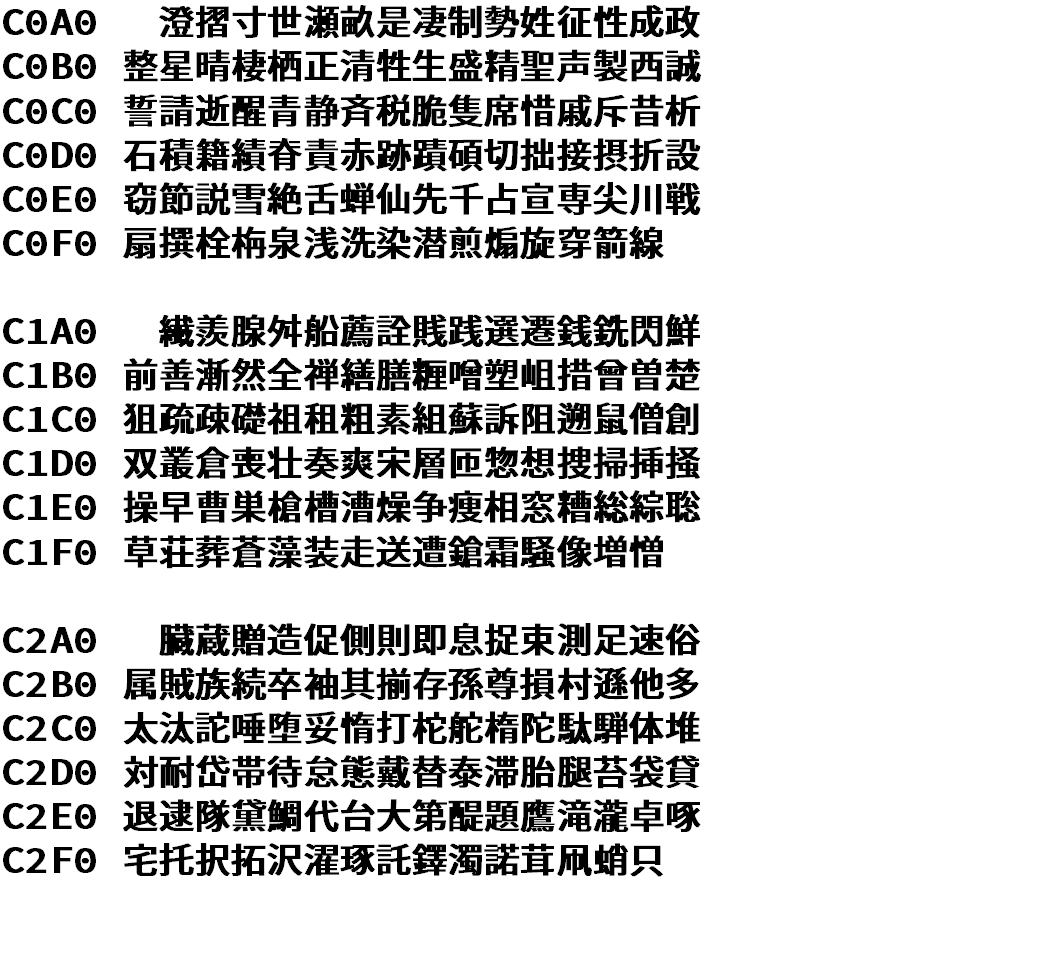 C0A0 澄摺寸世瀬畝是凄制勢姓征性成政
C0B0 整星晴棲栖正清牲生盛精聖声製西誠
C0C0 誓請逝醒青静斉税脆隻席惜戚斥昔析
C0D0 石積籍績脊責赤跡蹟碩切拙接摂折設
C0E0 窃節説雪絶舌蝉仙先千占宣専尖川戦
C0F0 扇撰栓栴泉浅洗染潜煎煽旋穿箭線
C1A0 繊羨腺舛船薦詮賎践選遷銭銑閃鮮
C1B0 前善漸然全禅繕膳糎噌塑岨措曾曽楚
C1C0 狙疏疎礎祖租粗素組蘇訴阻遡鼠僧創
C1D0 双叢倉喪壮奏爽宋層匝惣想捜掃挿掻
C1E0 操早曹巣槍槽漕燥争痩相窓糟総綜聡
C1F0 草荘葬蒼藻装走送遭鎗霜騒像増憎
C2A0 臓蔵贈造促側則即息捉束測足速俗
C2B0 属賊族続卒袖其揃存孫尊損村遜他多
C2C0 太汰詑唾堕妥惰打柁舵楕陀駄騨体堆
C2D0 対耐岱帯待怠態戴替泰滞胎腿苔袋貸
C2E0 退逮隊黛鯛代台大第醍題鷹滝瀧卓啄
C2F0 宅托択拓沢濯琢託鐸濁諾茸凧蛸只